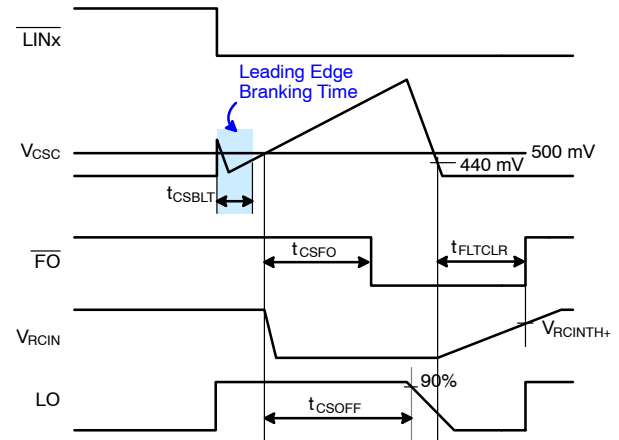 LINx
Leading Edge
Branking Time
VCSC
500 mV
440 mV
tCSBLT
FO
tCSFO
tFLTCLR
VRCIN
VRCINTH+
LO
90%
tCSOFF